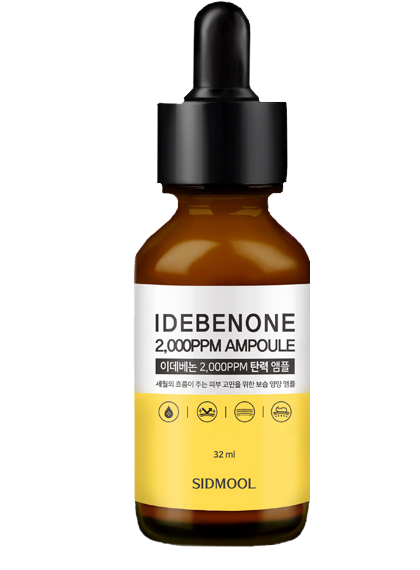 IDEBENONE
2,000PPM AMPOULE
이데베논 2,000PPM 탄력 앰플
세월의 흐름이 주는 피부 고민을 위한 보습 영양 앰플
32 ml
SIDMOOL